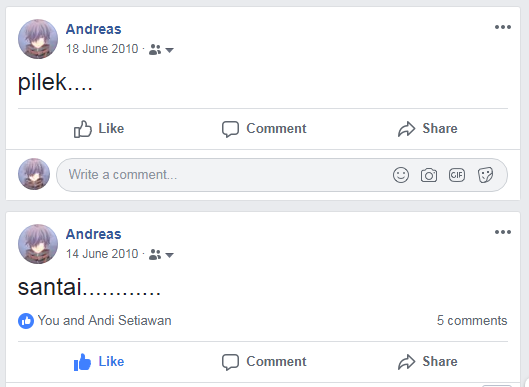 Andreas
18 June 2010 ·
pilek....
Like Comment Share
Write a comment... GIF
Andreas
14 June 2010 ·
santai............
You and Andi Setiawan 5 comments
Like Comment Share